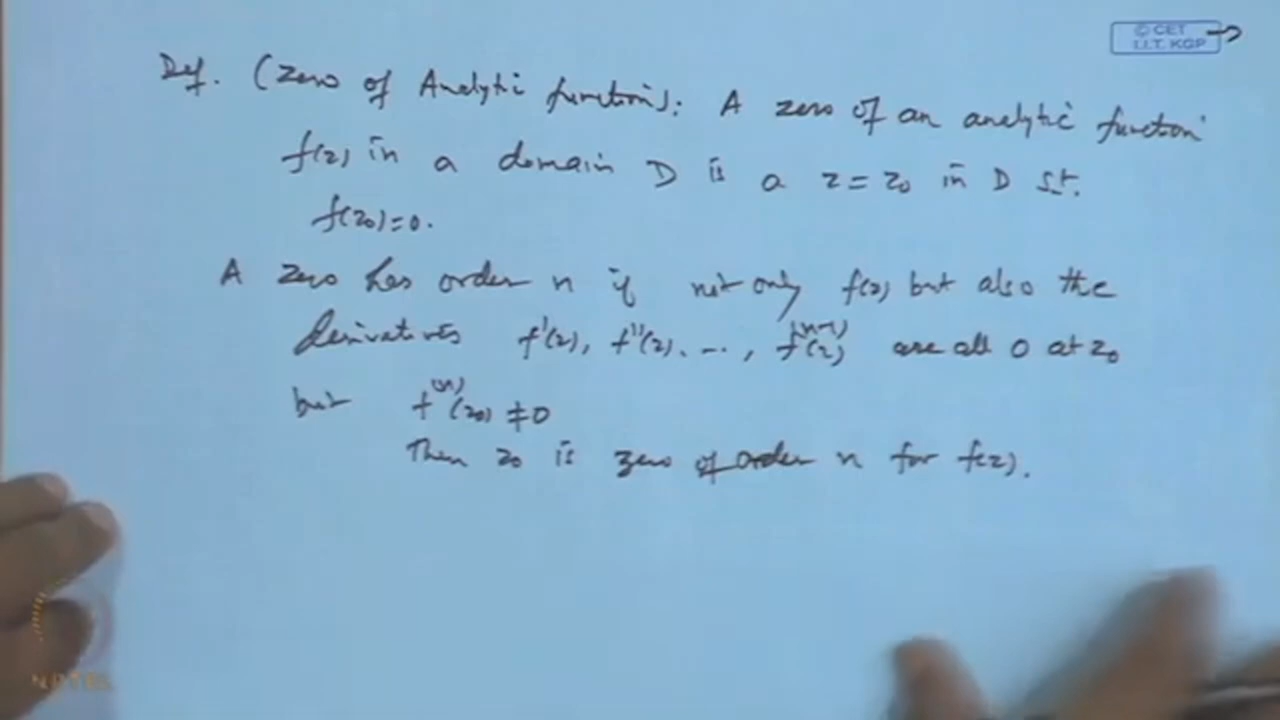 © CET
I.I.T. KGP
Def. (Zero of Analytic function): A zero of an analytic function
f(z) in a domain D is a z = z₀ in D s.t.
f(z₀) = 0.
A zero has order n if not only f(z) but also the
derivatives f'(z), f''(z), ..., f⁽ⁿ⁻¹⁾(z) are all 0 at z₀
but f⁽ⁿ⁾(z₀) ≠ 0
Then z₀ is zero of order n for f(z).
NPTEL